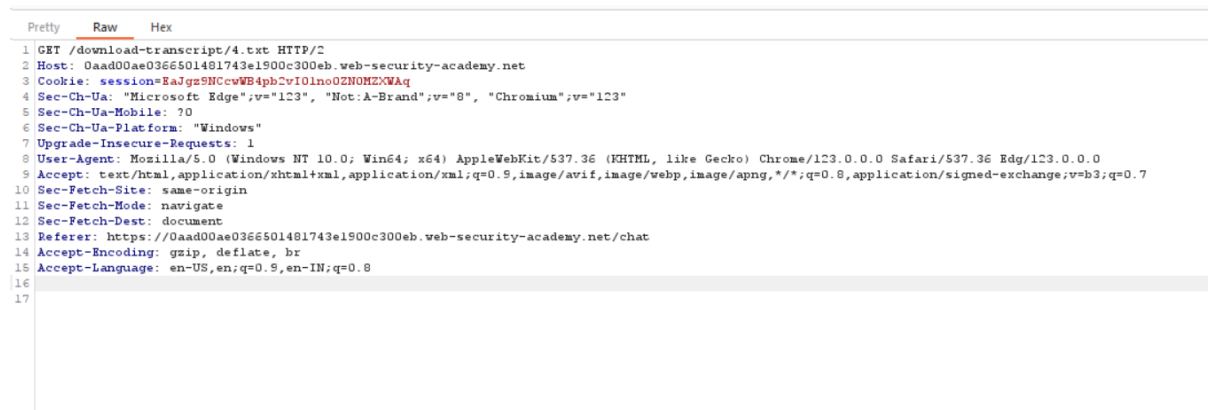 Pretty Raw Hex
1 GET /download-transcript/4.txt HTTP/2
2 Host: 0aad00ae0366501481743e1900c300eb.web-security-academy.net
3 Cookie: session=EaJgz9NCcwWB4pb2vI01no0ZN0MZXWAq
4 Sec-Ch-Ua: "Microsoft Edge";v="123", "Not:A-Brand";v="8", "Chromium";v="123"
5 Sec-Ch-Ua-Mobile: ?0
6 Sec-Ch-Ua-Platform: "Windows"
7 Upgrade-Insecure-Requests: 1
8 User-Agent: Mozilla/5.0 (Windows NT 10.0; Win64; x64) AppleWebKit/537.36 (KHTML, like Gecko) Chrome/123.0.0.0 Safari/537.36 Edg/123.0.0.0
9 Accept: text/html,application/xhtml+xml,application/xml;q=0.9,image/avif,image/webp,image/apng,*/*;q=0.8,application/signed-exchange;v=b3;q=0.7
10 Sec-Fetch-Site: same-origin
11 Sec-Fetch-Mode: navigate
12 Sec-Fetch-Dest: document
13 Referer: https://0aad00ae0366501481743e1900c300eb.web-security-academy.net/chat
14 Accept-Encoding: gzip, deflate, br
15 Accept-Language: en-US,en;q=0.9,en-IN;q=0.8
16
17